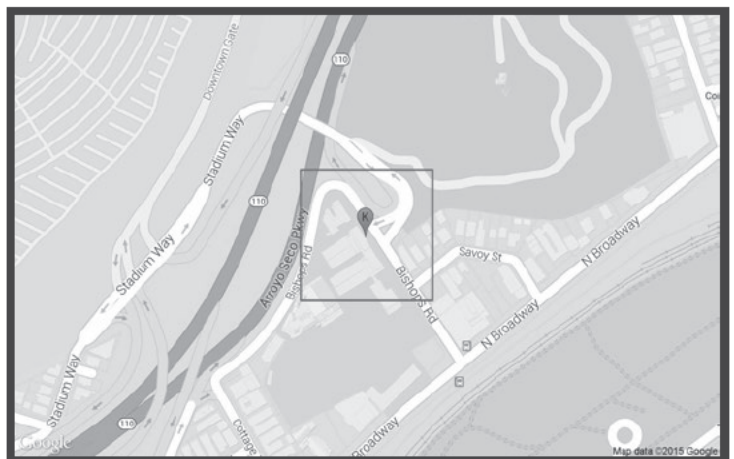 Downtown Gate
110
Stadium Way
110
Stadium Way
K
Arroyo Seco Pkwy
Bishops Rd
Savoy St
N Broadway
Bishops Rd
N Broadway
Stadium Way
110
Cottage
Broadway
Google
Map data ©2015 Google